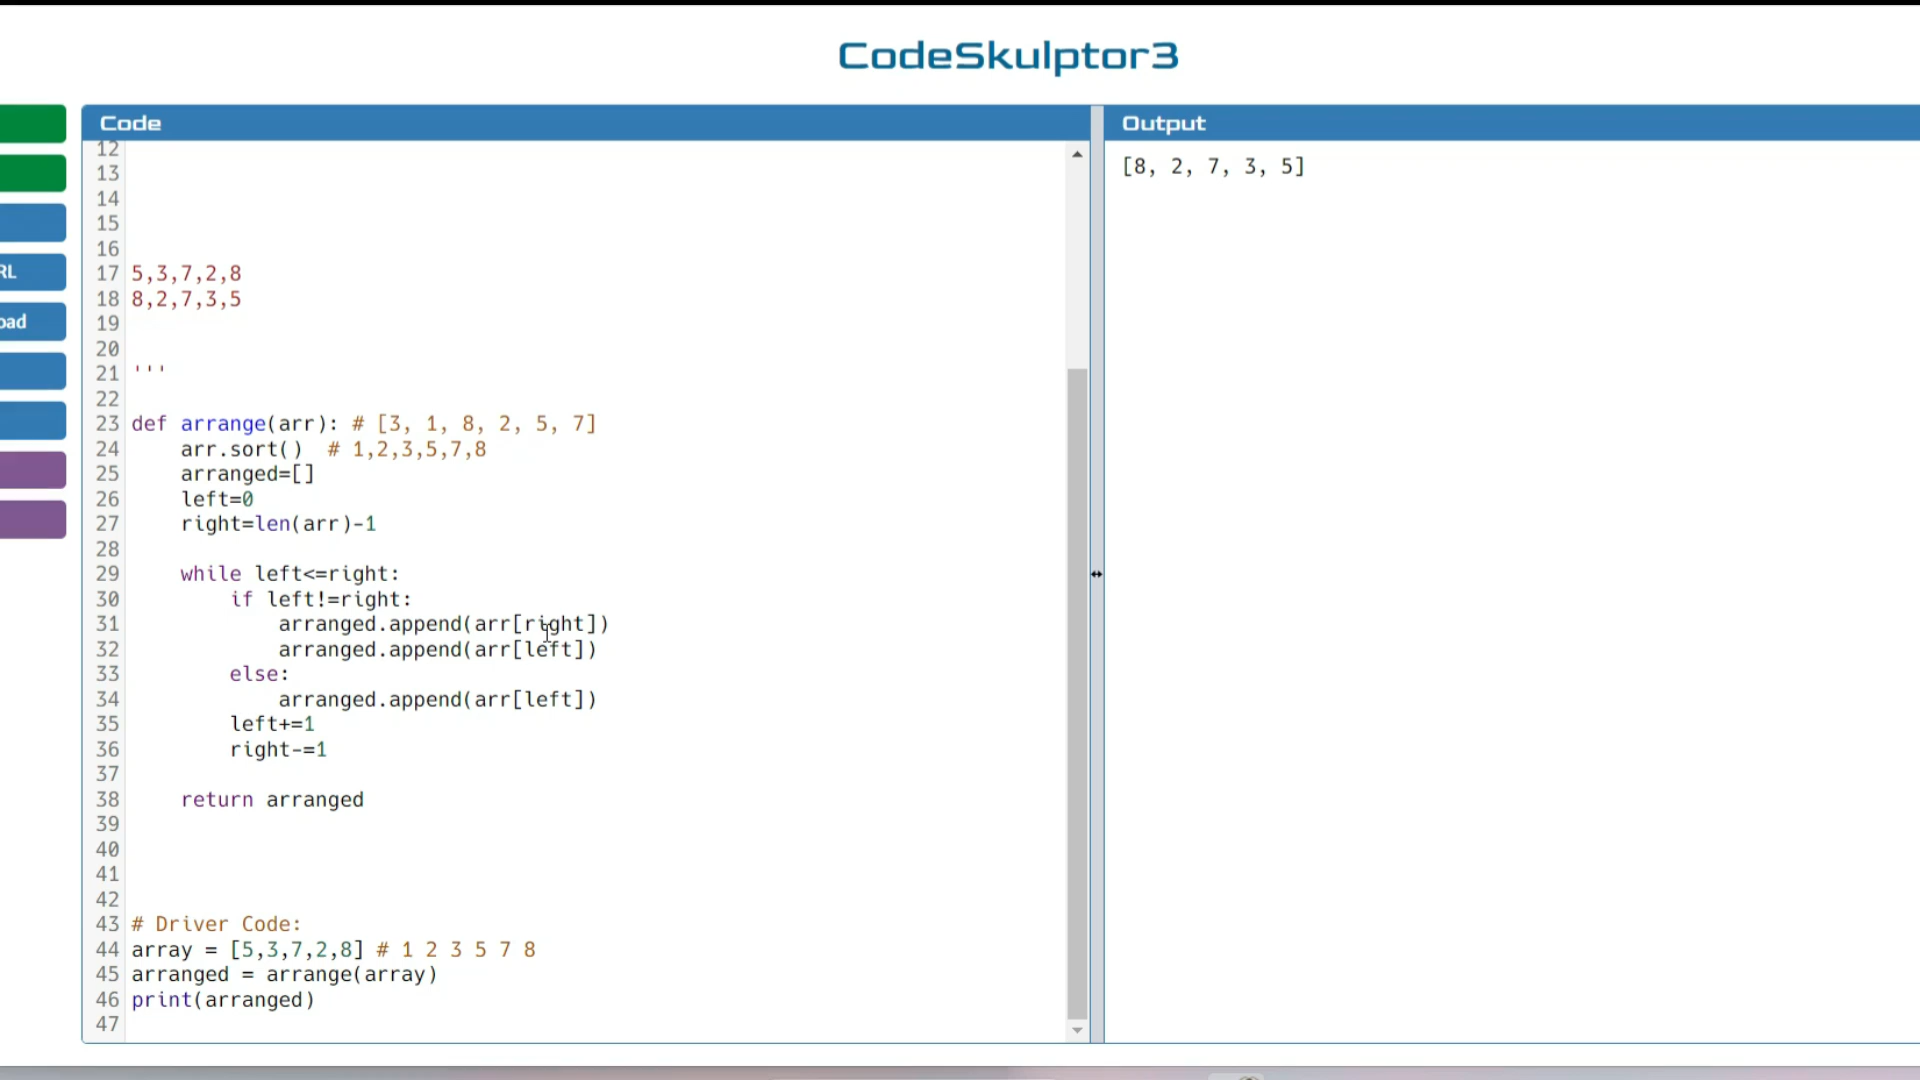 CodeSkulptor3
Code
Output
RL
oad
12
13
14
15
16
17 5,3,7,2,8
18 8,2,7,3,5
19
20
21 '''
22
23 def arrange(arr): # [3, 1, 8, 2, 5, 7]
24     arr.sort()  # 1,2,3,5,7,8
25     arranged=[]
26     left=0
27     right=len(arr)-1
28
29     while left<=right:
30         if left!=right:
31             arranged.append(arr[right])
32             arranged.append(arr[left])
33         else:
34             arranged.append(arr[left])
35         left+=1
36         right-=1
37
38     return arranged
39
40
41
42
43 # Driver Code:
44 array = [5,3,7,2,8] # 1 2 3 5 7 8
45 arranged = arrange(array)
46 print(arranged)
47
[8, 2, 7, 3, 5]